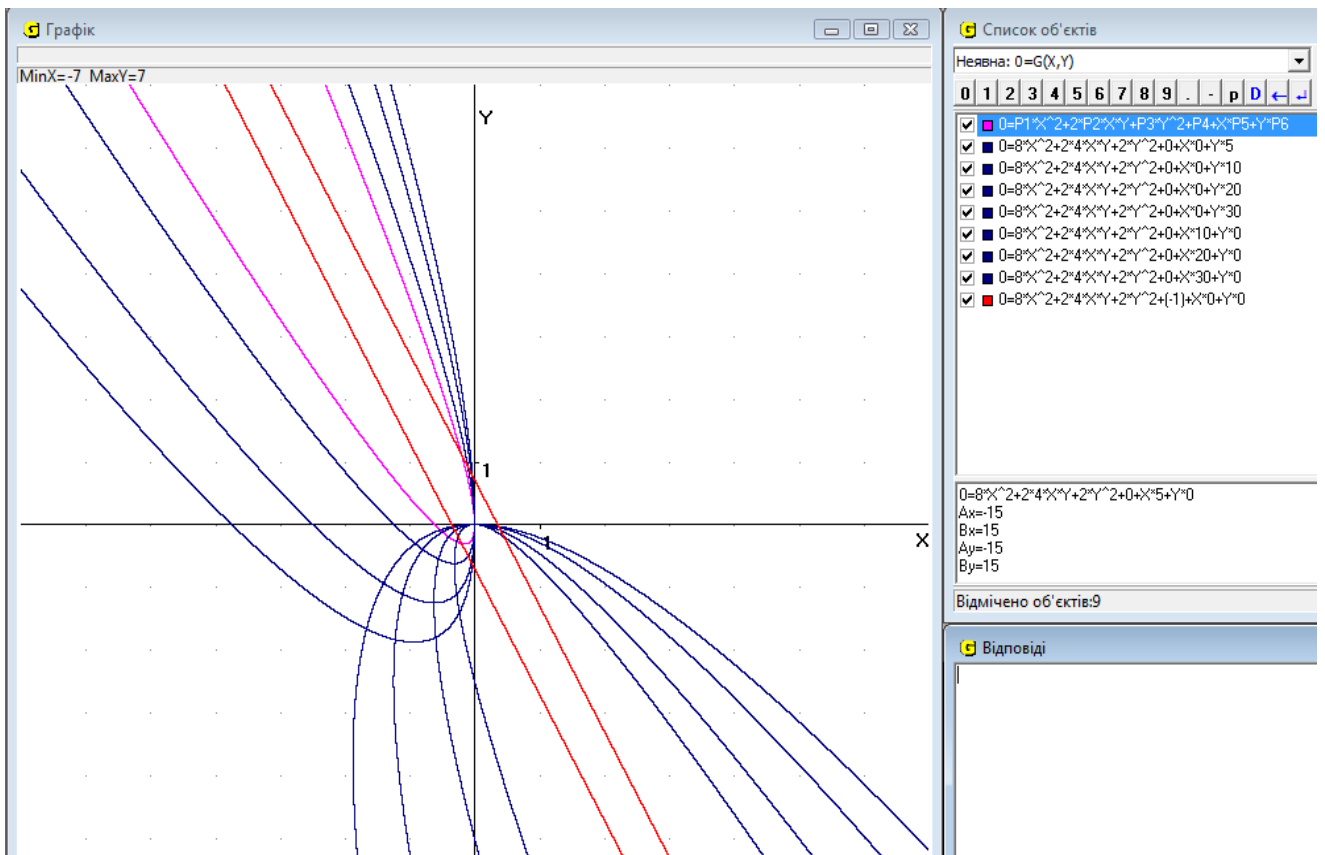 Графік
MinX=-7 MaxY=7
Y
1
X
1
Список об'єктів
Неявна: 0=G(X,Y)
0 1 2 3 4 5 6 7 8 9 . - p D ← ↲
0=P1*X^2+2*P2*X*Y+P3*Y^2+P4+X*P5+Y*P6
0=8*X^2+2*4*X*Y+2*Y^2+0+X*0+Y*5
0=8*X^2+2*4*X*Y+2*Y^2+0+X*0+Y*10
0=8*X^2+2*4*X*Y+2*Y^2+0+X*0+Y*20
0=8*X^2+2*4*X*Y+2*Y^2+0+X*0+Y*30
0=8*X^2+2*4*X*Y+2*Y^2+0+X*10+Y*0
0=8*X^2+2*4*X*Y+2*Y^2+0+X*20+Y*0
0=8*X^2+2*4*X*Y+2*Y^2+0+X*30+Y*0
0=8*X^2+2*4*X*Y+2*Y^2+(-1)+X*0+Y*0
0=8*X^2+2*4*X*Y+2*Y^2+0+X*5+Y*0
Ax=-15
Bx=15
Ay=-15
By=15
Відмічено об'єктів:9
Відповіді